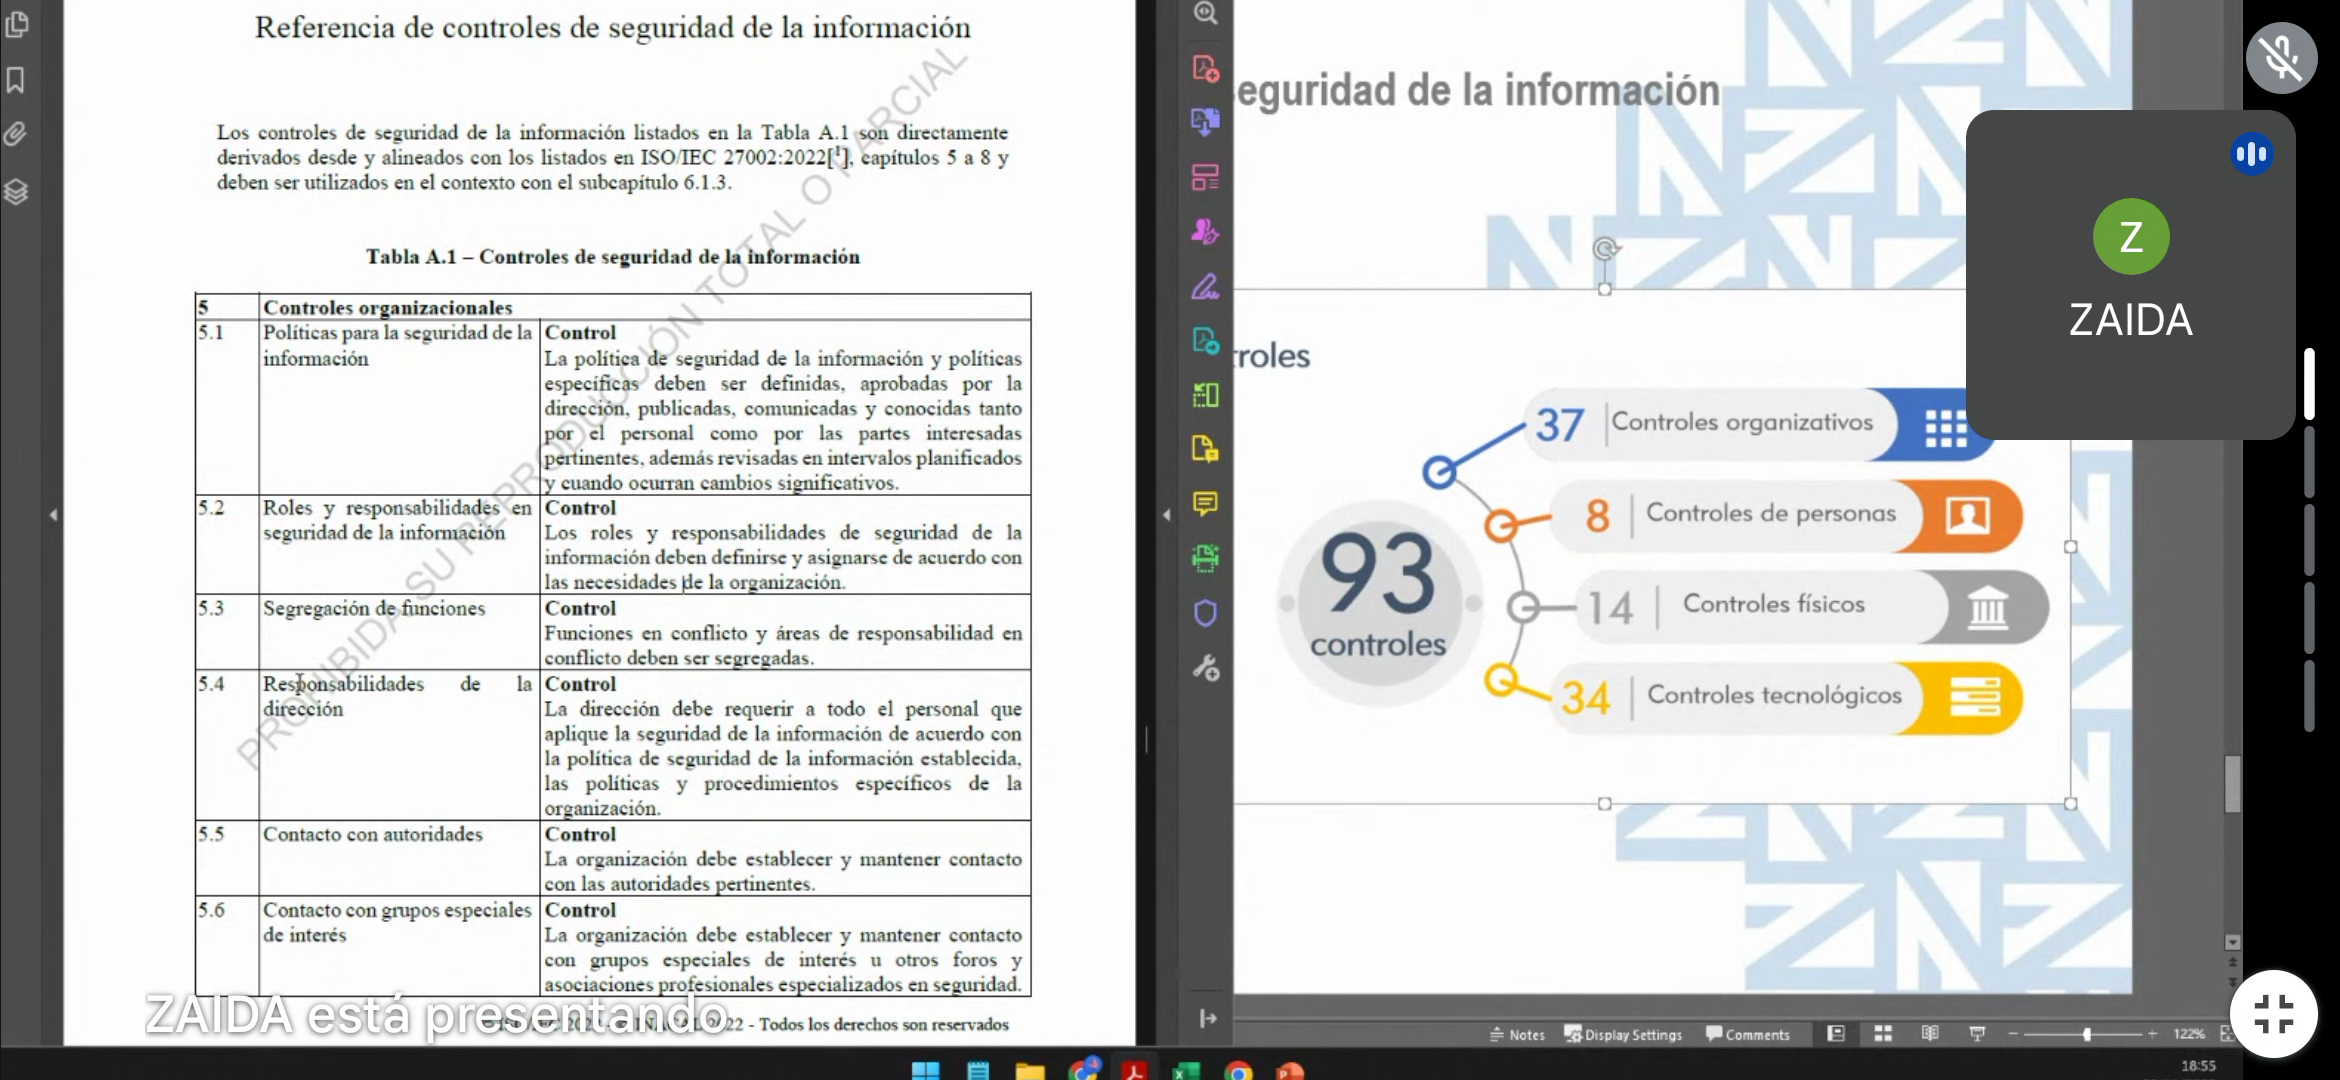 Referencia de controles de seguridad de la información
Los controles de seguridad de la información listados en la Tabla A.1 son directamente
derivados desde y alineados con los listados en ISO/IEC 27002:2022[1], capítulos 5 a 8 y
deben ser utilizados en el contexto con el subcapítulo 6.1.3.
Tabla A.1 – Controles de seguridad de la información
5 Controles organizacionales
5.1 Políticas para la seguridad de la información
Control
La política de seguridad de la información y políticas
específicas deben ser definidas, aprobadas por la
dirección, publicadas, comunicadas y conocidas tanto
por el personal como por las partes interesadas
pertinentes, además revisadas en intervalos planificados
y cuando ocurran cambios significativos.
5.2 Roles y responsabilidades en
seguridad de la información
Control
Los roles y responsabilidades de seguridad de la
información deben definirse y asignarse de acuerdo con
las necesidades de la organización.
5.3 Segregación de funciones
Control
Funciones en conflicto y áreas de responsabilidad en
conflicto deben ser segregadas.
5.4 Responsabilidades de la
dirección
Control
La dirección debe requerir a todo el personal que
aplique la seguridad de la información de acuerdo con
la política de seguridad de la información establecida,
las políticas y procedimientos específicos de la
organización.
5.5 Contacto con autoridades
Control
La organización debe establecer y mantener contacto
con las autoridades pertinentes.
5.6 Contacto con grupos especiales
de interés
Control
La organización debe establecer y mantener contacto
con grupos especiales de interés u otros foros y
asociaciones profesionales especializados en seguridad.
- Todos los derechos son reservados
PROHIBIDA SU REPRODUCCIÓN TOTAL O PARCIAL
ZAIDA está presentando
eguridad de la información
troles
93
controles
37 Controles organizativos
8 Controles de personas
14 Controles físicos
34 Controles tecnológicos
Z
ZAIDA
Notes
Display Settings
Comments
122%
18:55